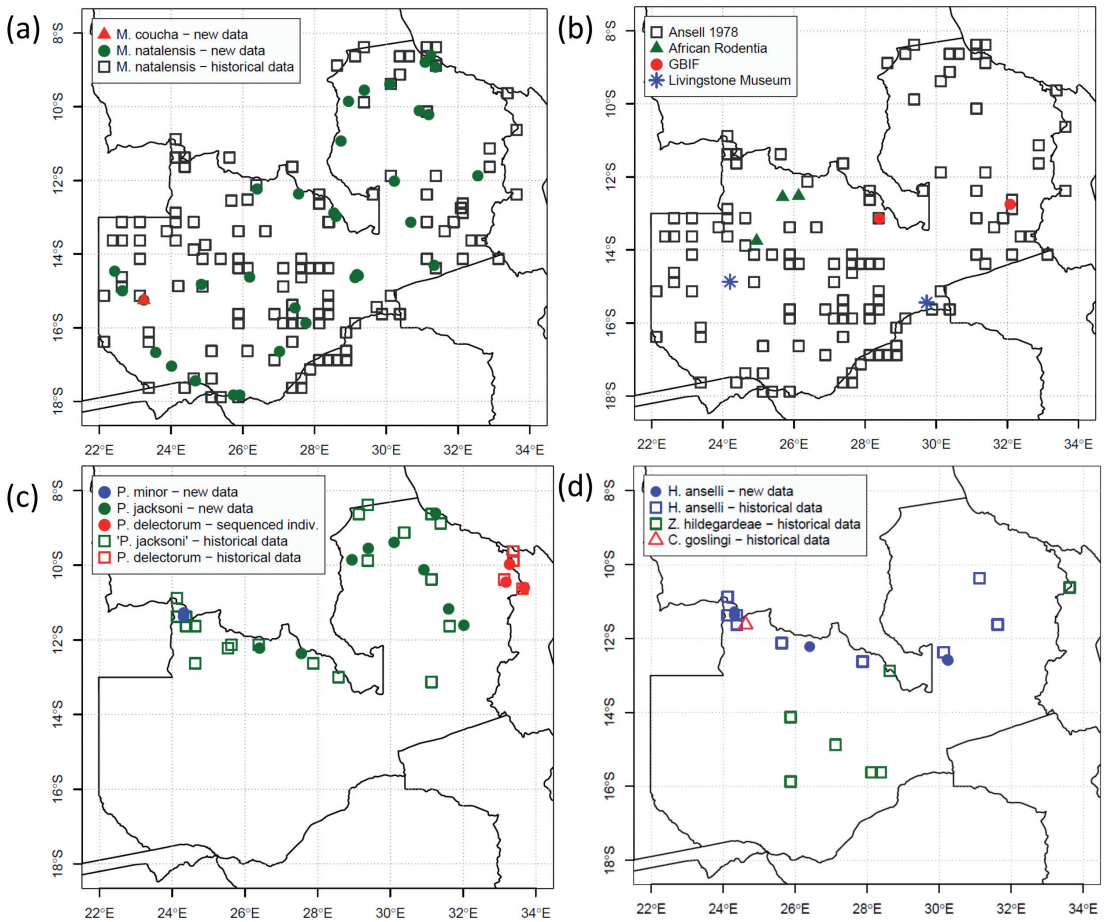 (a)
M. coucha – new data
M. natalensis – new data
M. natalensis – historical data
8°S
10°S
12°S
14°S
16°S
18°S
22°E
24°E
26°E
28°E
30°E
32°E
34°E
(b)
Ansell 1978
African Rodentia
GBIF
Livingstone Museum
8°S
10°S
12°S
14°S
16°S
18°S
22°E
24°E
26°E
28°E
30°E
32°E
34°E
(c)
P. minor – new data
P. jacksoni – new data
P. delectorum – sequenced indiv.
'P. jacksoni' – historical data
P. delectorum – historical data
8°S
10°S
12°S
14°S
16°S
18°S
22°E
24°E
26°E
28°E
30°E
32°E
34°E
(d)
H. anselli – new data
H. anselli – historical data
Z. hildegardeae – historical data
C. goslingi – historical data
8°S
10°S
12°S
14°S
16°S
18°S
22°E
24°E
26°E
28°E
30°E
32°E
34°E